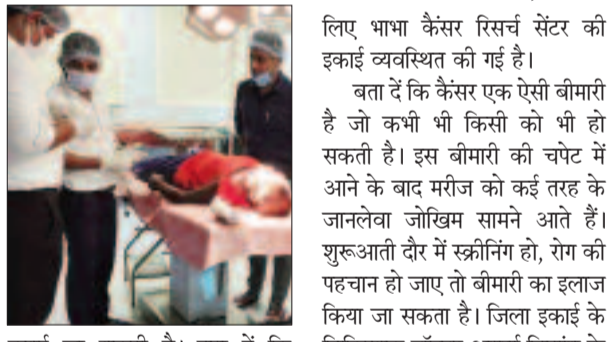 लिए भाभा कैंसर रिसर्च सेंटर की
इकाई व्यवस्थित की गई है।
बता दें कि कैंसर एक ऐसी बीमारी
है जो कभी भी किसी को भी हो
सकती है। इस बीमारी की चपेट में
आने के बाद मरीज को कई तरह के
जानलेवा जोखिम सामने आते हैं।
शुरूआती दौर में स्क्रीनिंग हो, रोग की
पहचान हो जाए तो बीमारी का इलाज
किया जा सकता है। जिला इकाई के